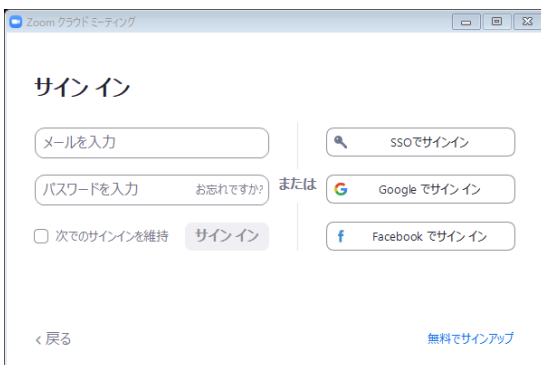 Zoom クラウド ミーティング
サイン イン
メールを入力
パスワードを入力 お忘れですか?
次でのサインインを維持 サイン イン
または
SSOでサインイン
Google でサイン イン
Facebook でサイン イン
戻る
無料でサインアップ